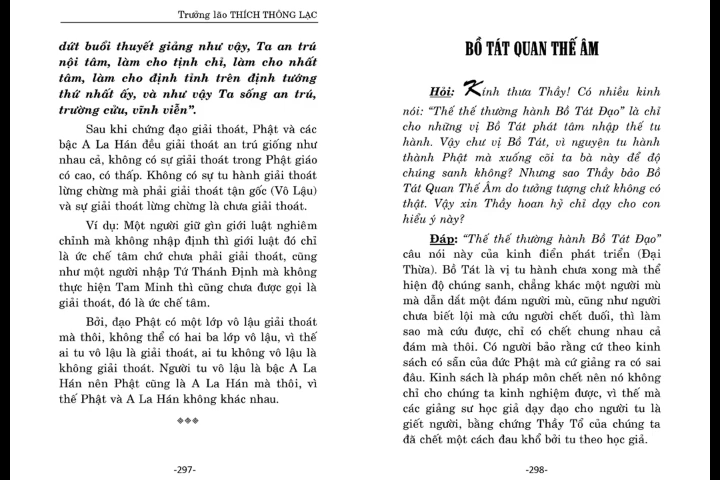 Trưởng lão THÍCH THÔNG LẠC
dứt buổi thuyết giảng như vậy, Ta an trú
nội tâm, làm cho tịnh chỉ, làm cho nhất
tâm, làm cho định tỉnh trên định tướng
thứ nhất ấy, và như vậy Ta sống an trú,
trường cửu, vĩnh viễn”.
Sau khi chứng đạo giải thoát, Phật và các
bậc A La Hán đều giải thoát an trú giống như
nhau cả, không có sự giải thoát trong Phật giáo
có cao, có thấp. Không có sự tu hành giải thoát
lừng chừng mà phải giải thoát tận gốc (Vô Lậu)
và sự giải thoát lừng chừng là chưa giải thoát.
Ví dụ: Một người giữ gìn giới luật nghiêm
chỉnh mà không nhập định thì giới luật đó chỉ
là ức chế tâm chứ chưa phải giải thoát, cũng
như một người nhập Tứ Thánh Định mà không
thực hiện Tam Minh thì cũng chưa được gọi là
giải thoát, đó là ức chế tâm.
Bởi, đạo Phật có một lớp vô lậu giải thoát
mà thôi, không thể có hai ba lớp vô lậu, vì thế
ai tu vô lậu là giải thoát, ai tu không vô lậu là
không giải thoát. Người tu vô lậu là bậc A La
Hán nên Phật cũng là A La Hán mà thôi, vì
thế Phật và A La Hán không khác nhau.
-297-
BỒ TÁT QUAN THẾ ÂM
Hỏi: Kính thưa Thầy! Có nhiều kinh
nói: “Thế thế thường hành Bồ Tát Đạo” là chỉ
cho những vị Bồ Tát phát tâm nhập thế tu
hành. Vậy chư vị Bồ Tát, vì nguyện tu hành
thành Phật mà xuống cõi ta bà này để độ
chúng sanh không? Nhưng sao Thầy bảo Bồ
Tát Quan Thế Âm do tưởng tượng chứ không có
thật. Vậy xin Thầy hoan hỷ chỉ dạy cho con
hiểu ý này?
Đáp: “Thế thế thường hành Bồ Tát Đạo”
câu nói này của kinh điển phát triển (Đại
Thừa). Bồ Tát là vị tu hành chưa xong mà thể
hiện độ chúng sanh, chẳng khác một người mù
mà dẫn dắt một đám người mù, cũng như người
chưa biết lội mà cứu người chết đuối, thì làm
sao mà cứu được, chỉ có chết chung nhau cả
đám mà thôi. Có người bảo rằng cứ theo kinh
sách có sẵn của đức Phật mà cứ giảng ra có sai
đâu. Kinh sách là pháp môn chết nên nó không
chỉ cho chúng ta kinh nghiệm được, vì thế mà
các giảng sư học giả dạy đạo cho người tu là
giết người, bằng chứng Thầy Tổ của chúng ta
đã chết một cách đau khổ bởi tu theo học giả.
-298-